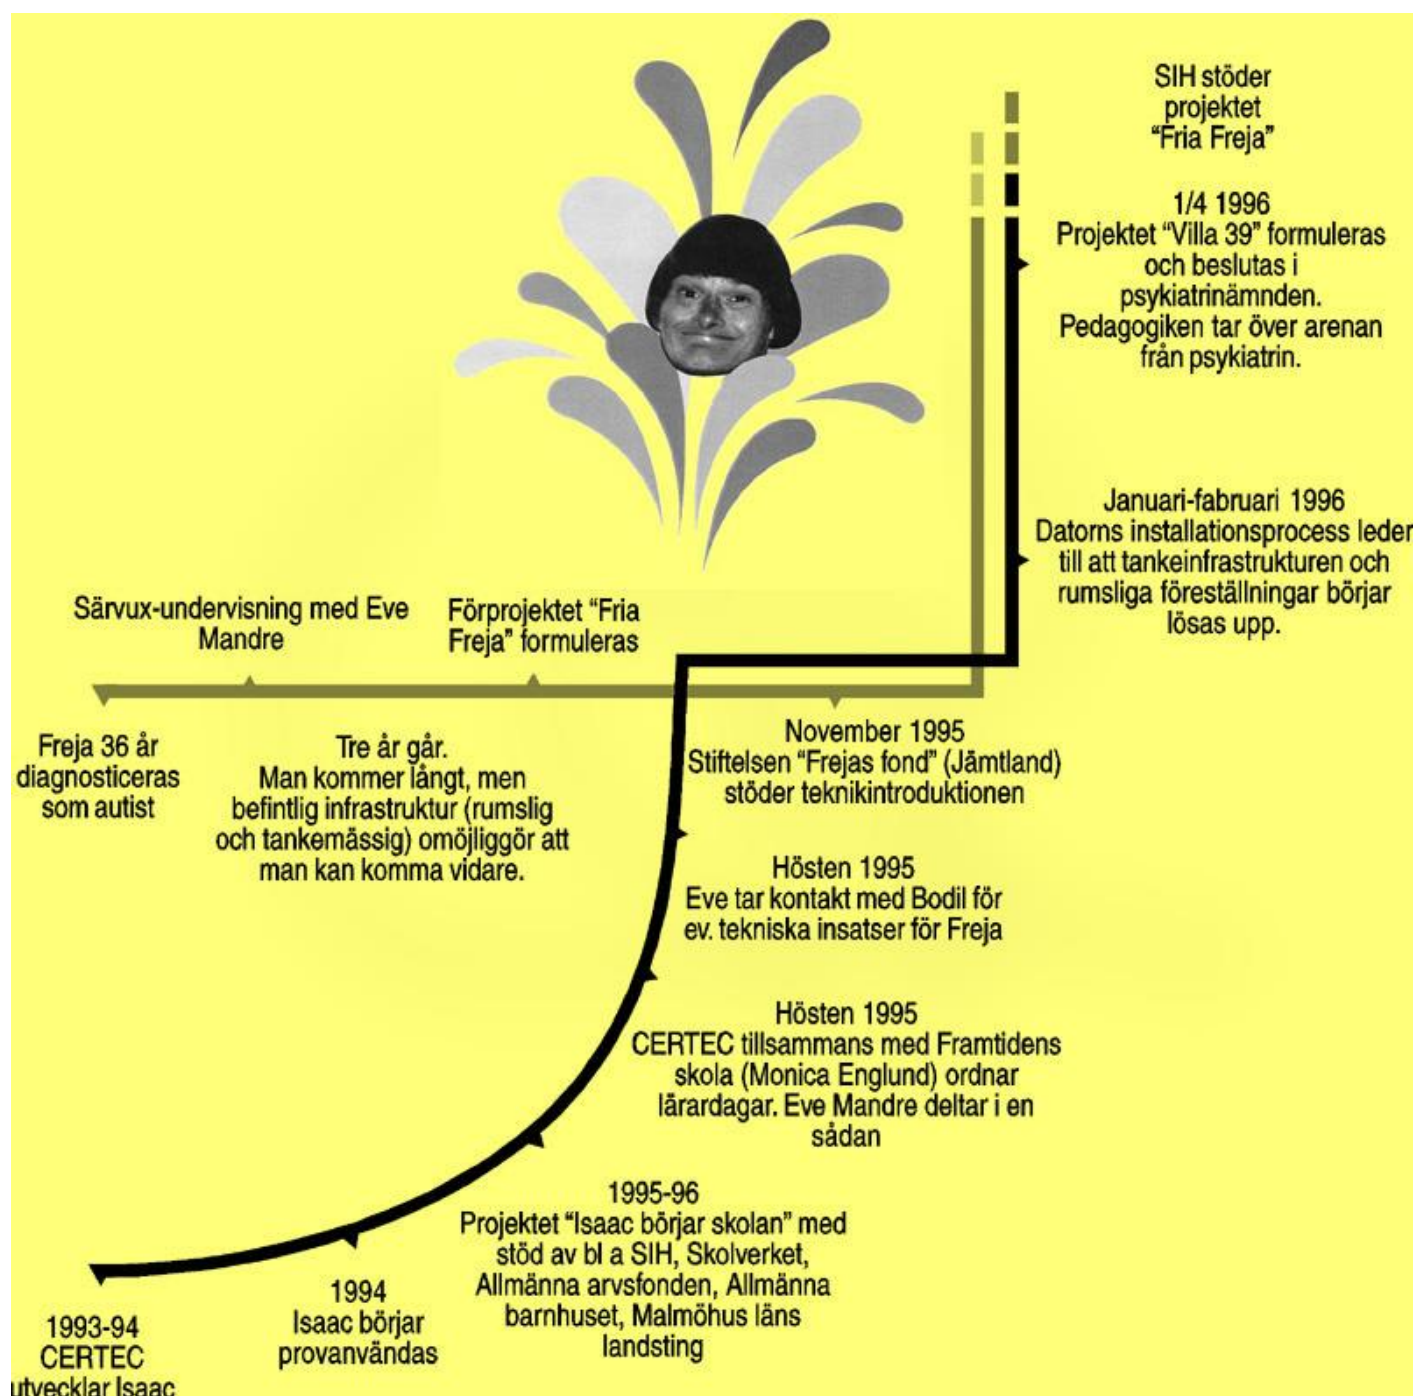 SIH stöder
projektet
“Fria Freja”
1/4 1996
Projektet “Villa 39” formuleras
och beslutas i
psykiatrinämnden.
Pedagogiken tar över arenan
från psykiatrin.
Januari-fabruari 1996
Datorns installationsprocess leder
till att tankeinfrastrukturen och
rumsliga föreställningar börjar
lösas upp.
Särvux-undervisning med Eve
Mandre
Förprojektet “Fria
Freja” formuleras
Freja 36 år
diagnosticeras
som autist
Tre år går.
Man kommer långt, men
befintlig infrastruktur (rumslig
och tankemässig) omöjliggör att
man kan komma vidare.
November 1995
Stiftelsen “Frejas fond” (Jämtland)
stöder teknikintroduktionen
Hösten 1995
Eve tar kontakt med Bodil för
ev. tekniska insatser för Freja
Hösten 1995
CERTEC tillsammans med Framtidens
skola (Monica Englund) ordnar
lärardagar. Eve Mandre deltar i en
sådan
1995-96
Projektet “Isaac börjar skolan” med
stöd av bl a SIH, Skolverket,
Allmänna arvsfonden, Allmänna
barnhuset, Malmöhus läns
landsting
1994
Isaac börjar
provanvändas
1993-94
CERTEC
utvecklar Isaac